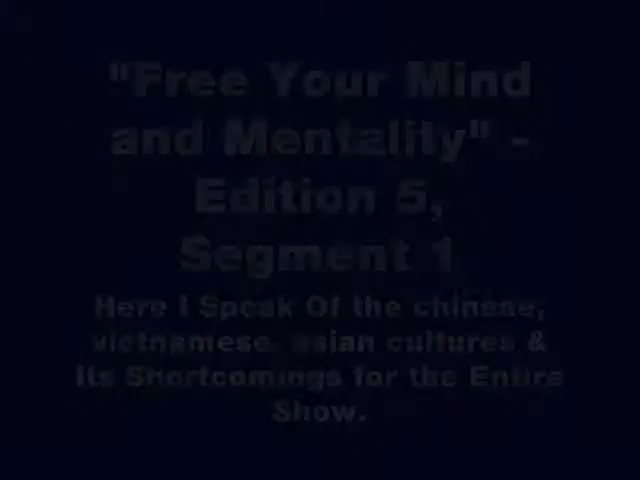 "Free Your Mind
and Mentality" -
Edition 5,
Segment 1
Here I Speak Of the chinese,
vietnamese, asian cultures &
Its Shortcomings for the Entire
Show.